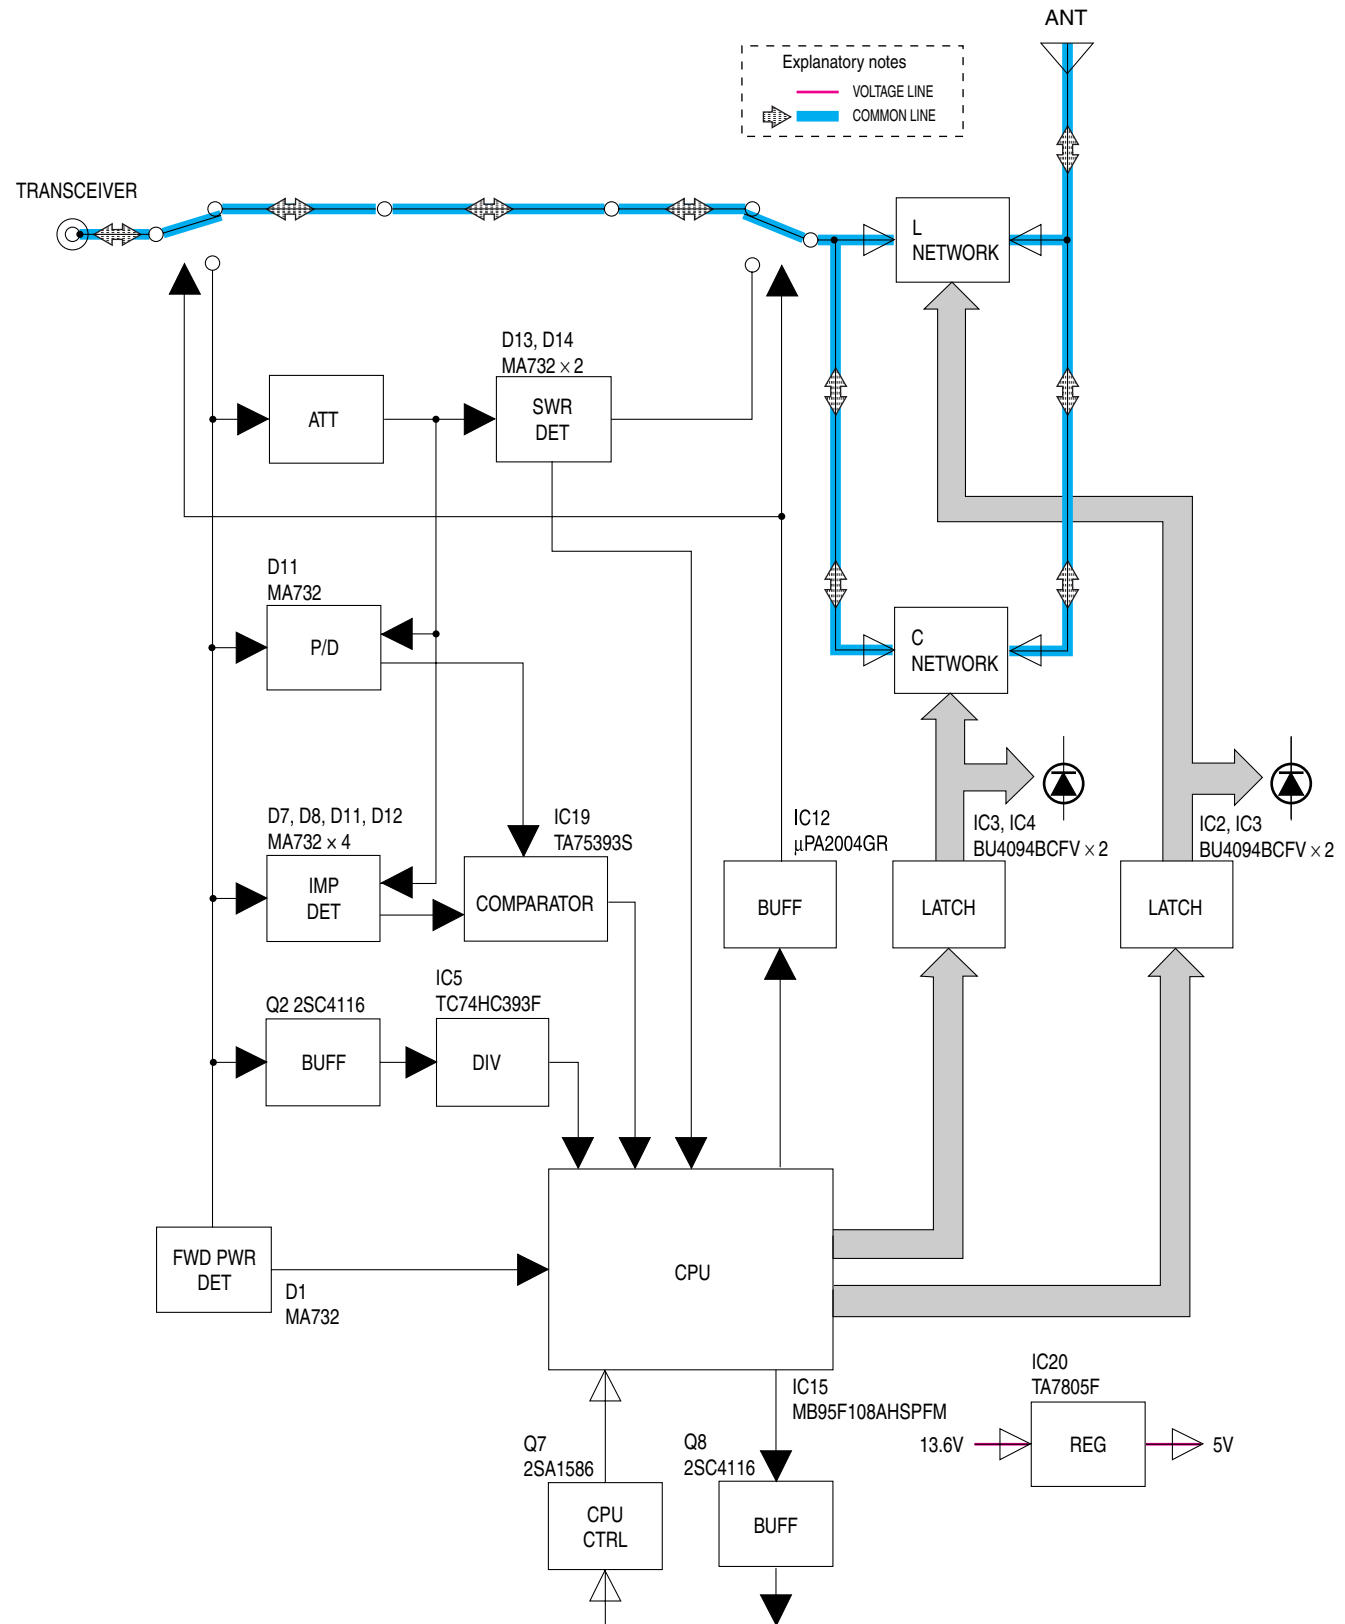 ANT
Explanatory notes
VOLTAGE LINE
COMMON LINE
TRANSCEIVER
L
NETWORK
D13, D14
MA732 × 2
ATT
SWR
DET
D11
MA732
P/D
C
NETWORK
D7, D8, D11, D12
MA732 × 4
IMP
DET
IC19
TA75393S
COMPARATOR
IC12
µPA2004GR
BUFF
IC3, IC4
BU4094BCFV × 2
LATCH
IC2, IC3
BU4094BCFV × 2
LATCH
Q2 2SC4116
BUFF
IC5
TC74HC393F
DIV
FWD PWR
DET
D1
MA732
CPU
IC15
MB95F108AHSPFM
IC20
TA7805F
13.6V
REG
5V
Q7
2SA1586
CPU
CTRL
Q8
2SC4116
BUFF